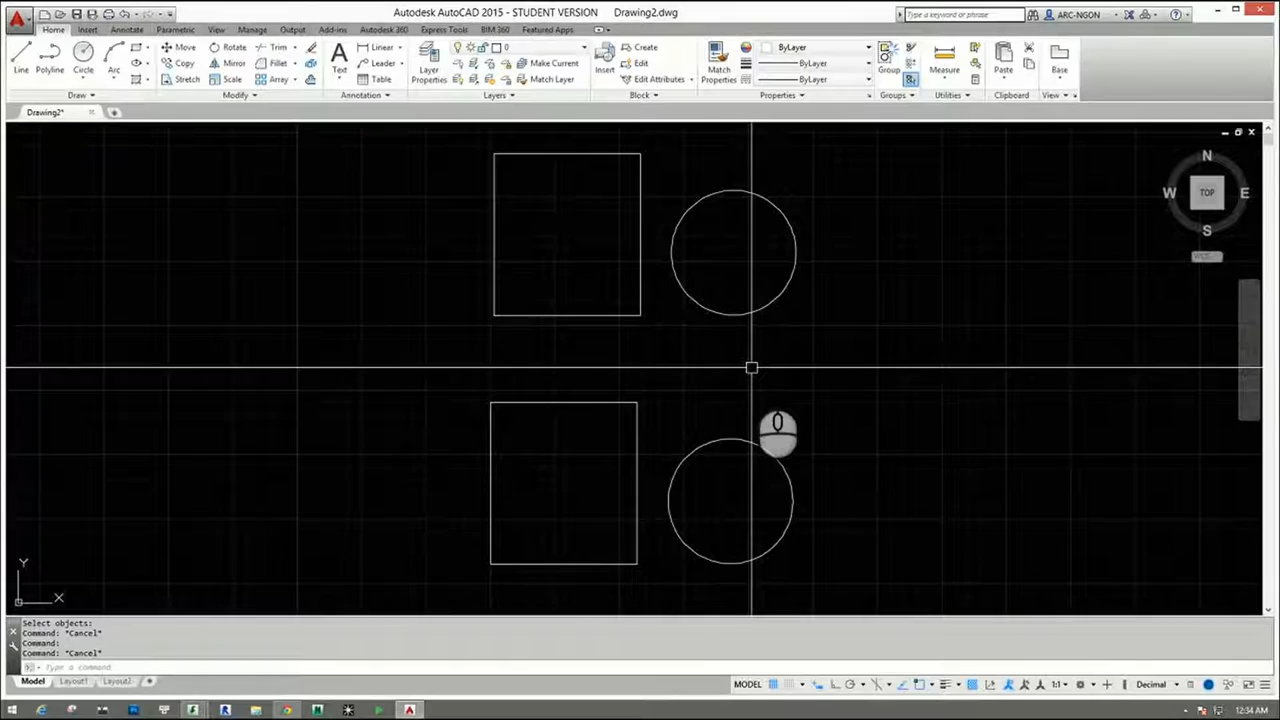 Autodesk AutoCAD 2015 - STUDENT VERSION Drawing2.dwg
Type a keyword or phrase
ARC-NGON
Home Insert Annotate Parametric View Manage Output Add-ins Autodesk 360 Express Tools BIM 360 Featured Apps
Line Polyline Circle Arc
Move Rotate Trim
Copy Mirror Fillet
Stretch Scale Array
Text
Linear
Leader
Table
Layer
Properties
0
Make Current
Match Layer
Insert
Create
Edit
Edit Attributes
Match
Properties
ByLayer
ByLayer
ByLayer
Group
Measure
Paste
Base
Draw Modify Annotation Layers Block Properties Groups Utilities Clipboard View
Drawing2*
N
W TOP E
S
Y
X
Select objects:
Command: *Cancel*
Command:
Command: *Cancel*
Type a command
Model Layout1 Layout2
MODEL 1:1 Decimal
12:34 AM